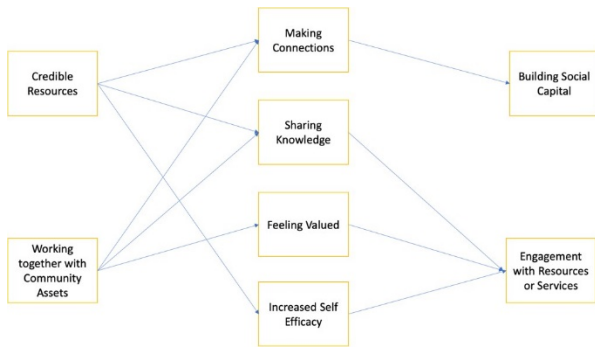 Making
Connections
Credible
Resources
Building Social
Capital
Sharing
Knowledge
Feeling Valued
Working
together with
Community
Assets
Engagement
with Resources
or Services
Increased Self
Efficacy